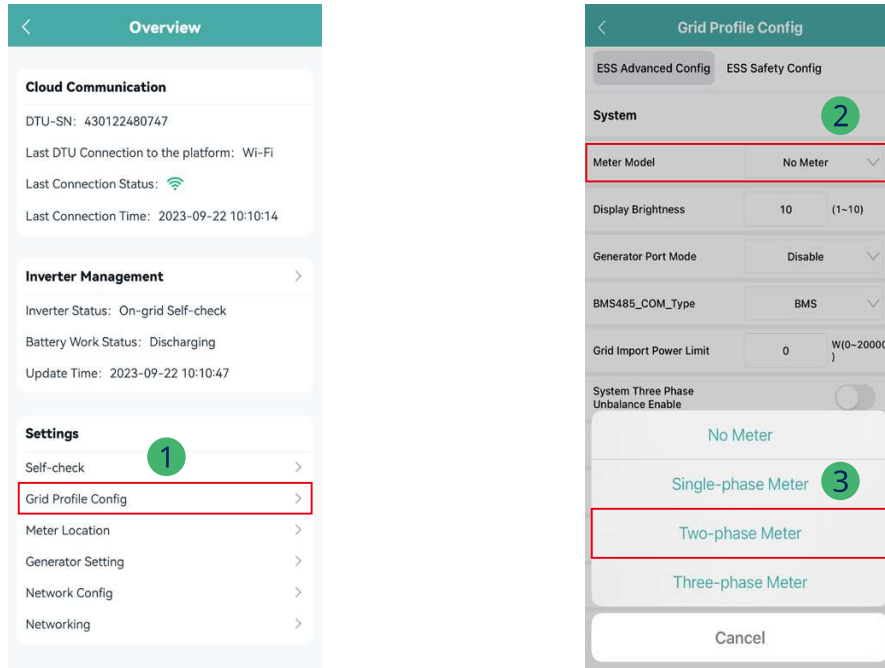 Overview
Cloud Communication
DTU-SN: 430122480747
Last DTU Connection to the platform: Wi-Fi
Last Connection Status:
Last Connection Time: 2023-09-22 10:10:14
Inverter Management
Inverter Status: On-grid Self-check
Battery Work Status: Discharging
Update Time: 2023-09-22 10:10:47
Settings
1
Self-check
Grid Profile Config
Meter Location
Generator Setting
Network Config
Networking
Grid Profile Config
ESS Advanced Config ESS Safety Config
System
2
Meter Model No Meter
Display Brightness 10 (1~10)
Generator Port Mode Disable
BMS485_COM_Type BMS
Grid Import Power Limit 0 W(0~20000
)
System Three Phase
Unbalance Enable
No Meter
Single-phase Meter 3
Two-phase Meter
Three-phase Meter
Cancel